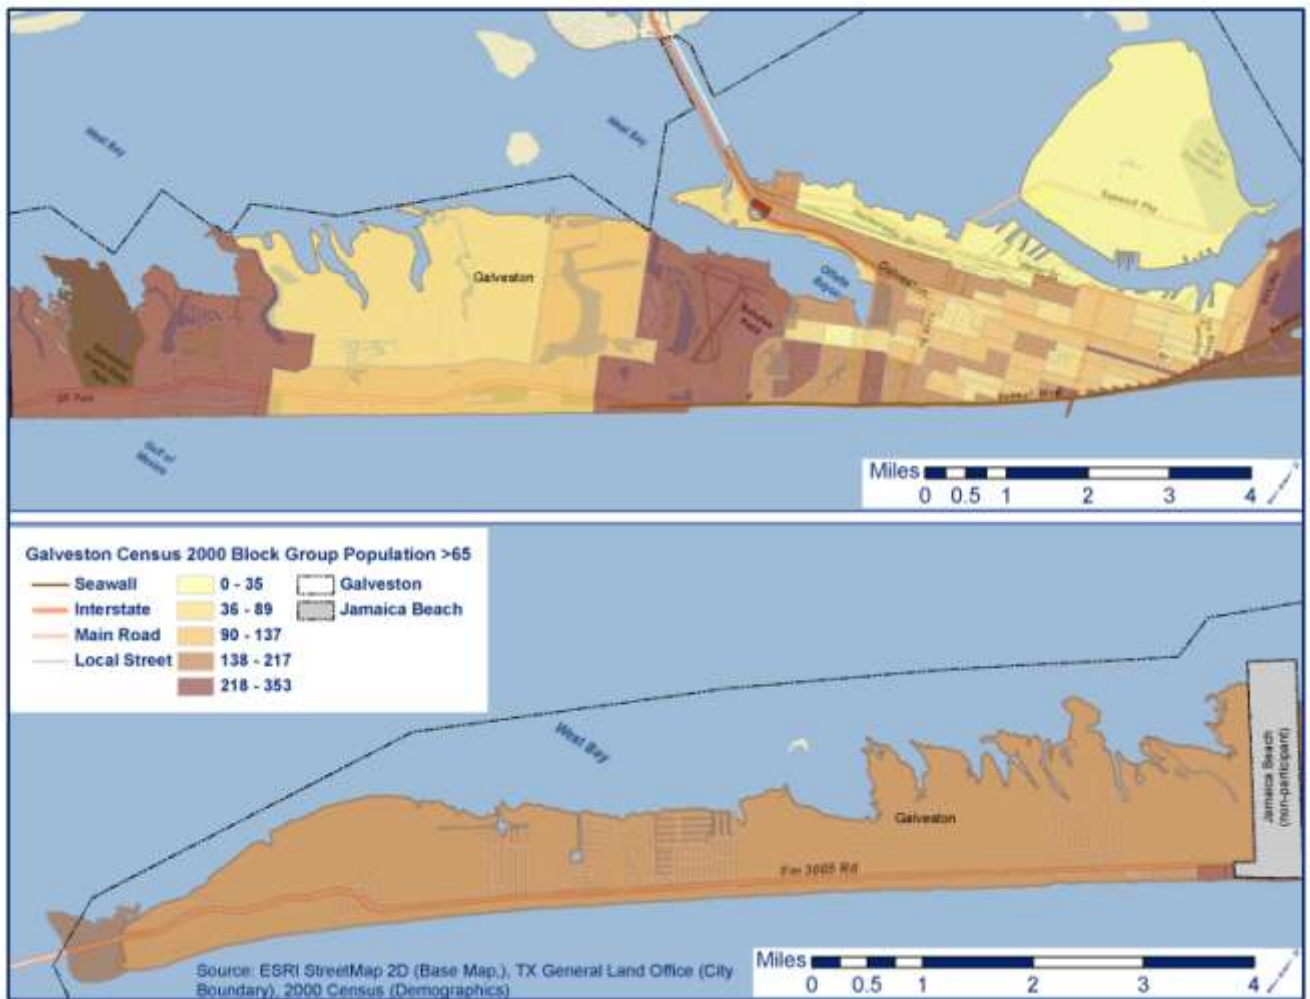 West Bay
West Bay
Galveston
Offatts
Bayou
Galveston
Gulf of
Mexico
Seawall Blvd
Miles
0 0.5 1 2 3 4
Galveston Census 2000 Block Group Population >65
Seawall 0 - 35 Galveston
Interstate 36 - 89 Jamaica Beach
Main Road 90 - 137
Local Street 138 - 217
218 - 353
West Bay
Galveston
Fm 3005 Rd
Jamaica Beach
(non-participant)
Source: ESRI StreetMap 2D (Base Map,), TX General Land Office (City
Boundary), 2000 Census (Demographics)
Miles
0 0.5 1 2 3 4